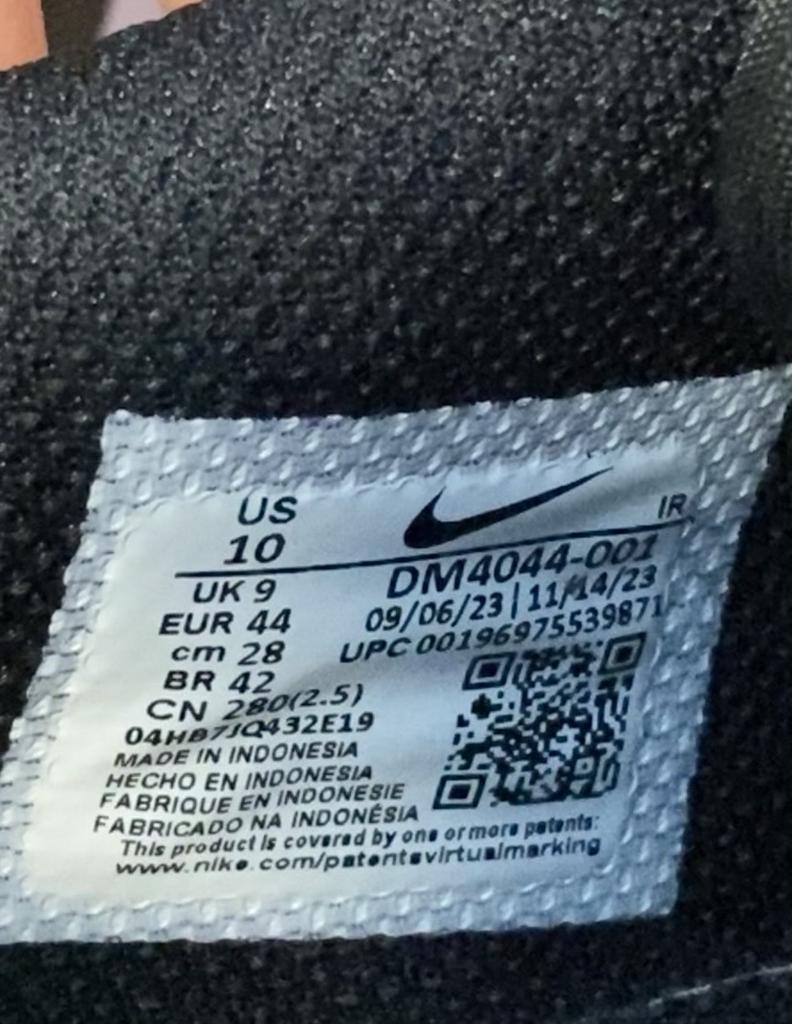 US
10
IR
UK 9
EUR 44
cm 28
BR 42
CN 280(2.5)
04HB7JQ432E19
DM4044-001
09/06/23 | 11/14/23
UPC 00196975539871
MADE IN INDONESIA
HECHO EN INDONESIA
FABRIQUE EN INDONESIE
FABRICADO NA INDONÉSIA
This product is covered by one or more patents:
www.nike.com/patentsvirtualmarking